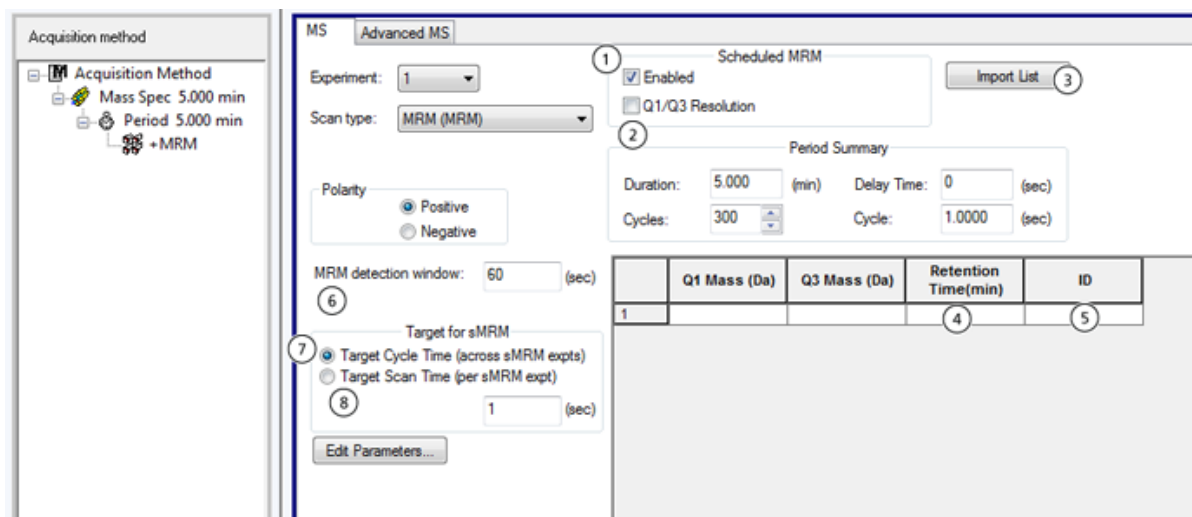 Acquisition method
Acquisition Method
Mass Spec 5.000 min
Period 5.000 min
+MRM
MS
Advanced MS
Experiment:
1
Scan type:
MRM (MRM)
1
Scheduled MRM
Enabled
Q1/Q3 Resolution
2
Import List
3
Period Summary
Duration:
5.000
(min)
Delay Time:
0
(sec)
Cycles:
300
Cycle:
1.0000
(sec)
Polarity
Positive
Negative
MRM detection window:
60
(sec)
6
Target for sMRM
7
Target Cycle Time (across sMRM expts)
Target Scan Time (per sMRM expt)
8
1
(sec)
Edit Parameters...
Q1 Mass (Da)
Q3 Mass (Da)
Retention
Time(min)
ID
1
4
5